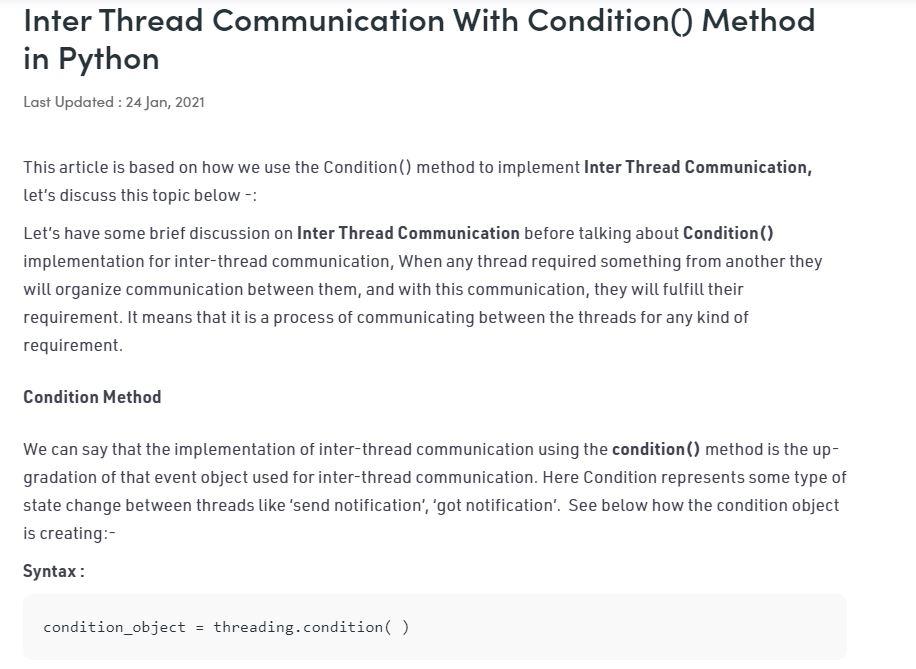 Inter Thread Communication With Condition() Method
in Python
Last Updated : 24 Jan, 2021
This article is based on how we use the Condition() method to implement Inter Thread Communication,
let's discuss this topic below -:
Let's have some brief discussion on Inter Thread Communication before talking about Condition()
implementation for inter-thread communication, When any thread required something from another they
will organize communication between them, and with this communication, they will fulfill their
requirement. It means that it is a process of communicating between the threads for any kind of
requirement.
Condition Method
We can say that the implementation of inter-thread communication using the condition() method is the up-
gradation of that event object used for inter-thread communication. Here Condition represents some type of
state change between threads like 'send notification', 'got notification'.  See below how the condition object
is creating:-
Syntax :
condition_object = threading.condition( )